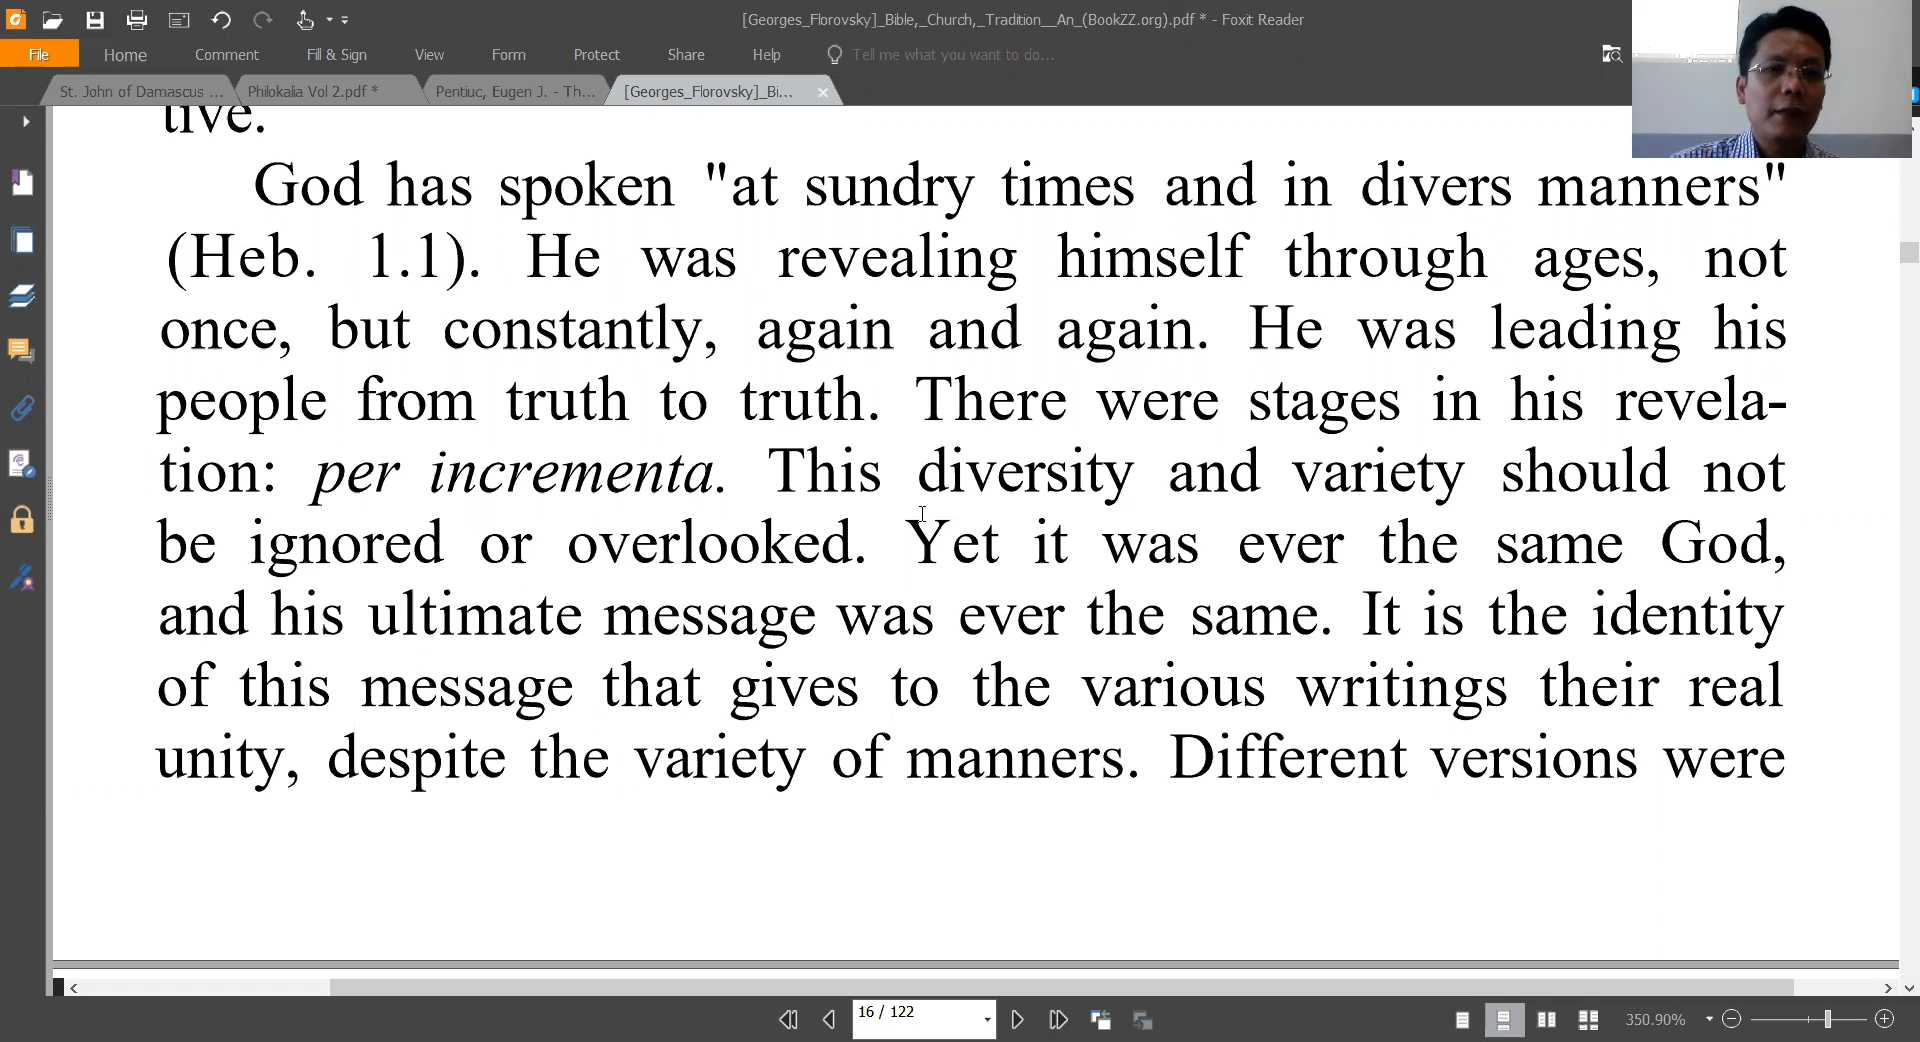 [Georges_Florovsky]_Bible,_Church,_Tradition__An_(BookZZ.org).pdf * - Foxit Reader
File Home Comment Fill & Sign View Form Protect Share Help Tell me what you want to do...
St. John of Damascus ... Philokalia Vol 2.pdf * Pentiuc, Eugen J. - Th... [Georges_Florovsky]_Bi...
tive.
God has spoken "at sundry times and in divers manners"
(Heb. 1.1). He was revealing himself through ages, not
once, but constantly, again and again. He was leading his
people from truth to truth. There were stages in his revela-
tion: per incrementa. This diversity and variety should not
be ignored or overlooked. Yet it was ever the same God,
and his ultimate message was ever the same. It is the identity
of this message that gives to the various writings their real
unity, despite the variety of manners. Different versions were
16 / 122
350.90%